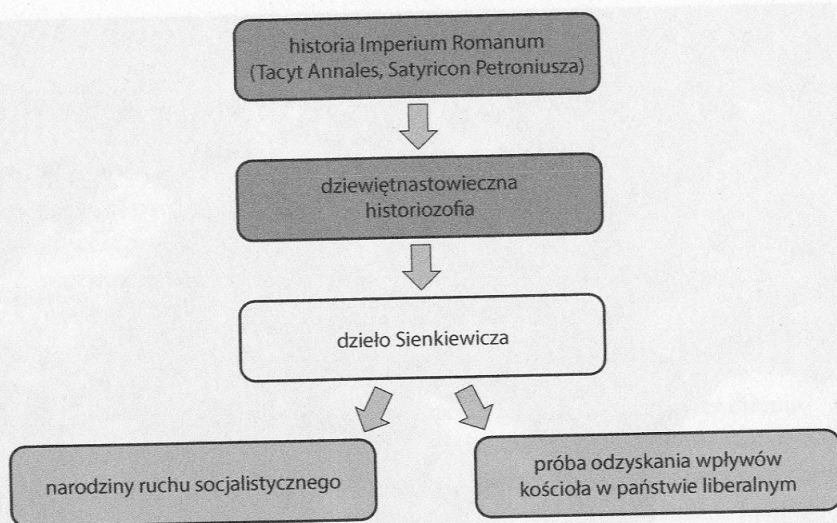 historia Imperium Romanum
(Tacyt Annales, Satyricon Petroniusza)
dziewiętnastowieczna
historiozofia
dzieło Sienkiewicza
narodziny ruchu socjalistycznego
próba odzyskania wpływów
kościoła w państwie liberalnym